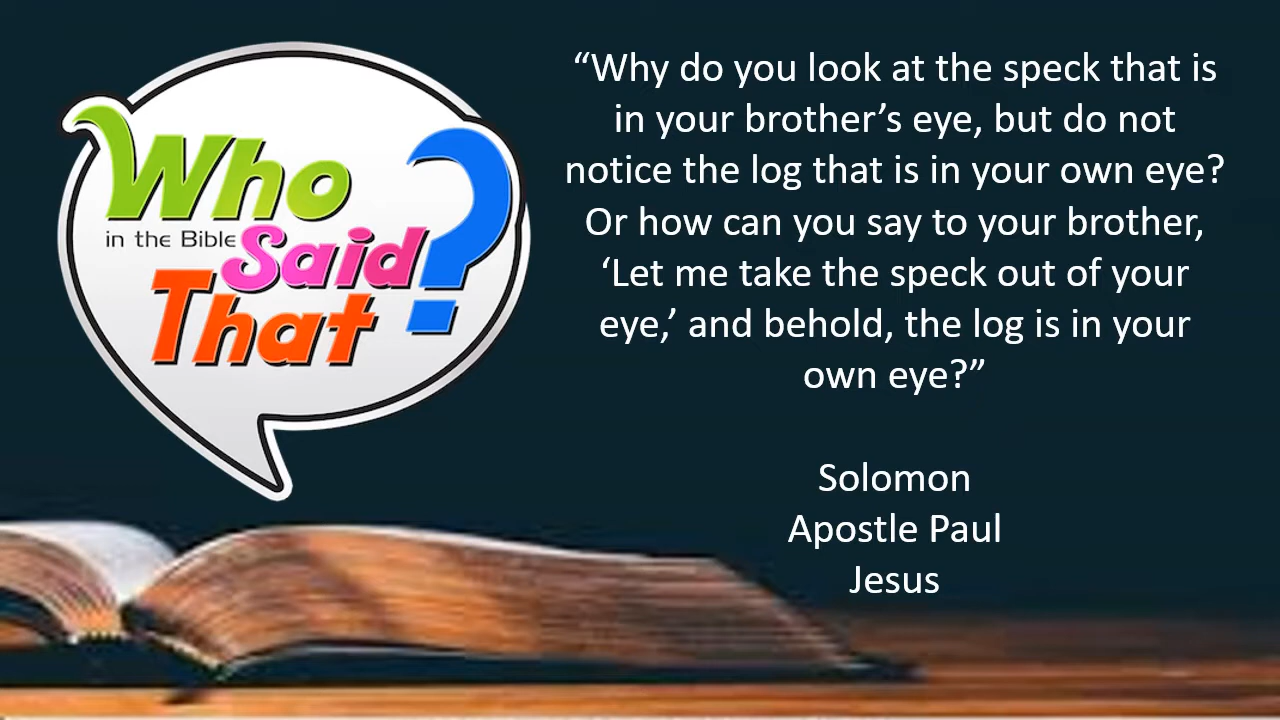 Who
in the Bible
Said
That?
“Why do you look at the speck that is
in your brother’s eye, but do not
notice the log that is in your own eye?
Or how can you say to your brother,
‘Let me take the speck out of your
eye,’ and behold, the log is in your
own eye?”
Solomon
Apostle Paul
Jesus